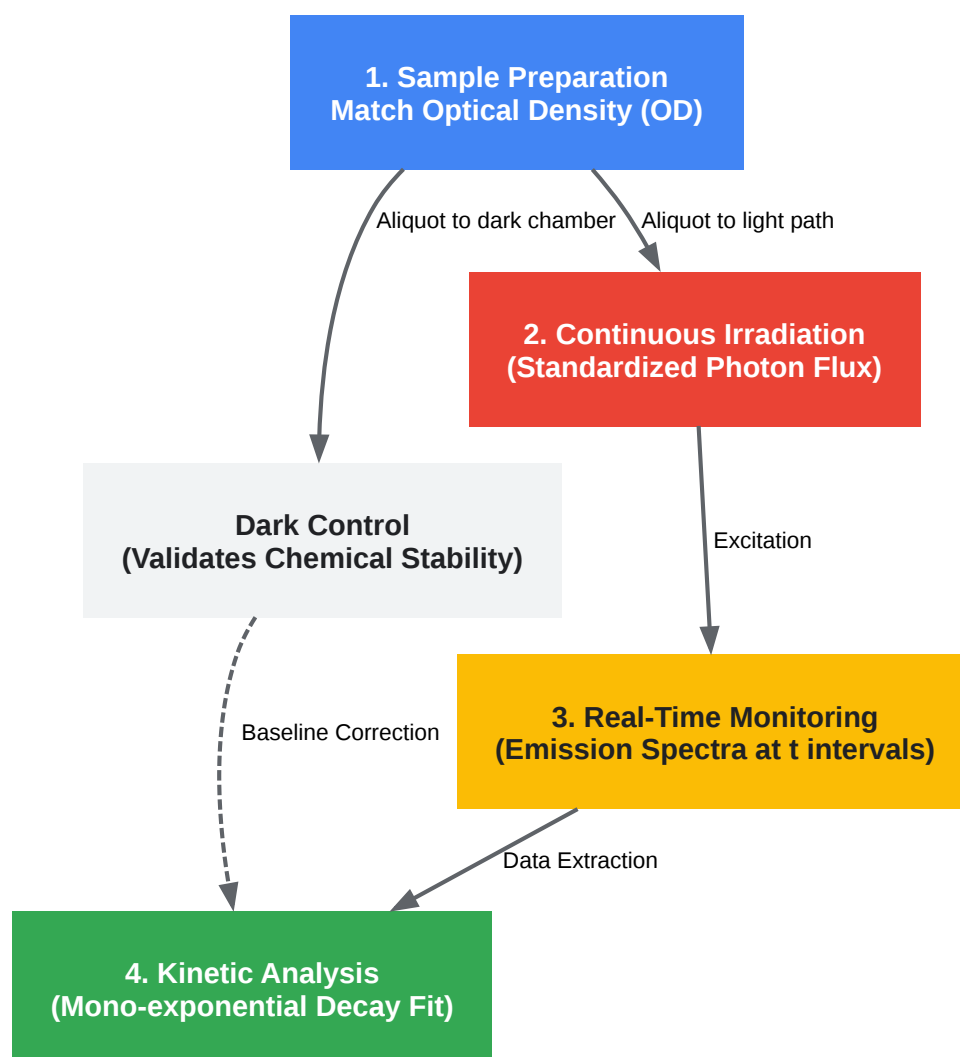 1. Sample Preparation
Match Optical Density (OD)
Aliquot to dark chamber
Aliquot to light path
2. Continuous Irradiation
(Standardized Photon Flux)
Dark Control
(Validates Chemical Stability)
Excitation
3. Real-Time Monitoring
(Emission Spectra at t intervals)
Baseline Correction
Data Extraction
4. Kinetic Analysis
(Mono-exponential Decay Fit)